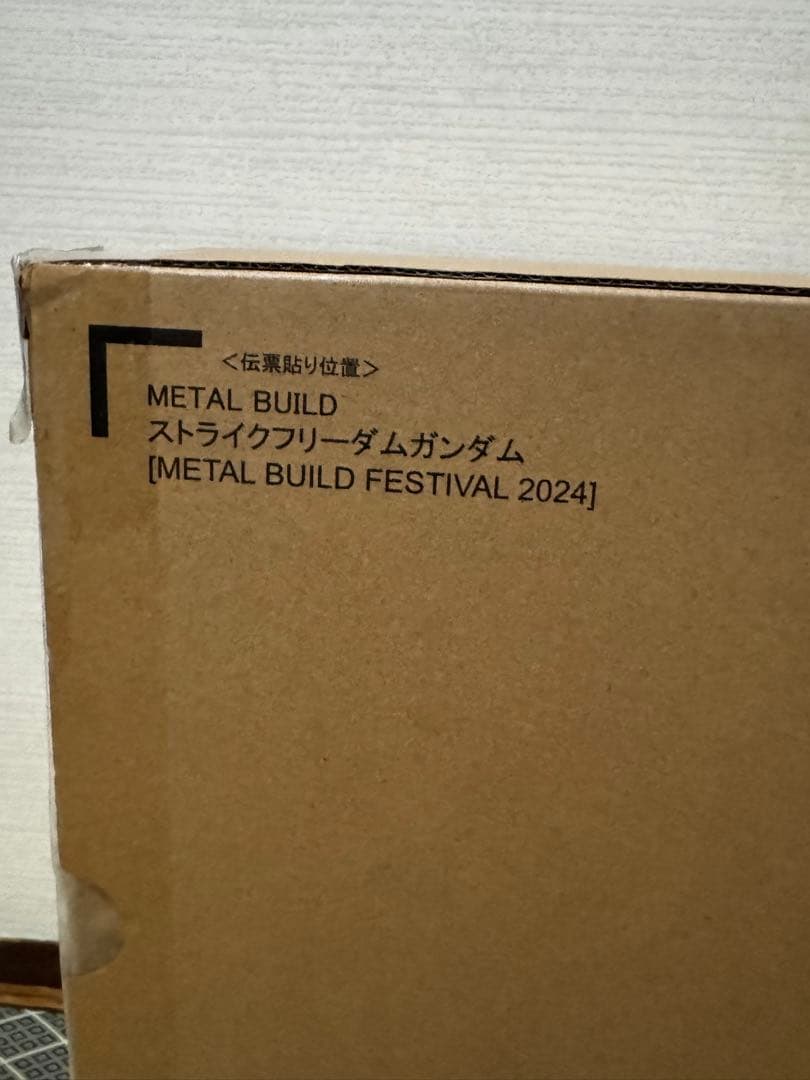 <伝票貼り位置>
METAL BUILD
ストライクフリーダムガンダム
[METAL BUILD FESTIVAL 2024]